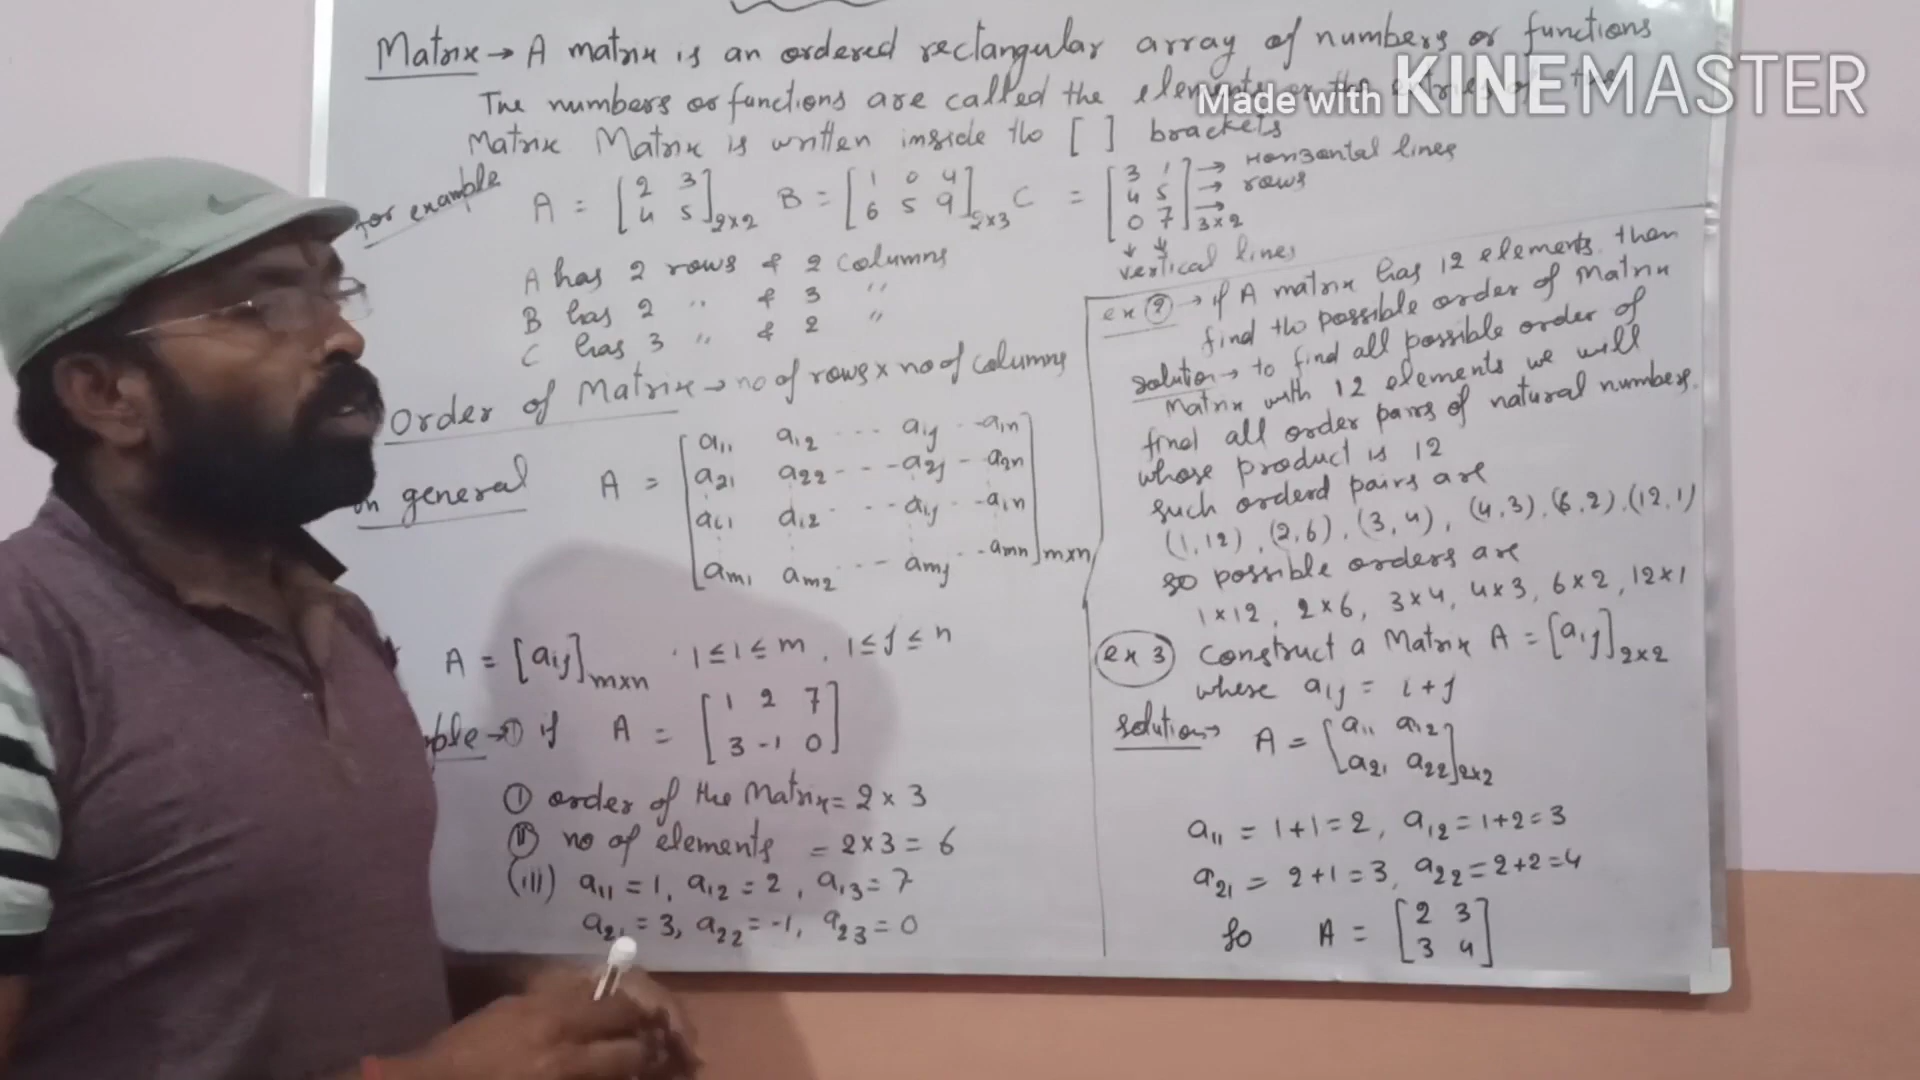 Matrix → A matrix is an ordered rectangular array of numbers or functions
The numbers or functions are called the elements or the entries of the
Made with KINEMASTER
Matrix Matrix is written inside the [ ] brackets
for example A = [2 3
4 5]2×2 B = [1 0 4
6 5 9]2×3 C = [3 1
4 5
0 7]3×2 → Horizontal lines
→ rows
→
↓ ↓
vertical lines
A has 2 rows & 2 columns
B has 2 " & 3 "
C has 3 " & 2 "
Order of Matrix → no of rows × no of columns
In general A = [a11 a12 --- a1j -- a1n
a21 a22 --- a2j - a2n
ai1 ai2 --- aij -- ain
am1 am2 --- amj -- amn]m×n
A = [aij]m×n . 1 ≤ i ≤ m , 1 ≤ j ≤ n
ple → ① if A = [1 2 7
3 -1 0]
(I) order of the Matrix = 2 × 3
(II) no of elements = 2×3 = 6
(III) a11 = 1, a12 = 2, a13 = 7
a21 = 3, a22 = -1, a23 = 0
ex ② → if A matrix has 12 elements. then
find the possible order of Matrix
solution → to find all possible order of
Matrix with 12 elements we will
find all order pairs of natural numbers.
whose product is 12
such orderd pairs are
(1,12), (2,6), (3,4), (4,3), (6,2), (12,1)
so possible orders are
1×12, 2×6, 3×4, 4×3, 6×2, 12×1
ex 3 Construct a Matrix A = [aij]2×2
whose aij = i+j
solution → A = [a11 a12
a21 a22]2×2
a11 = 1+1 = 2, a12 = 1+2 = 3
a21 = 2+1 = 3, a22 = 2+2 = 4
so A = [2 3
3 4]